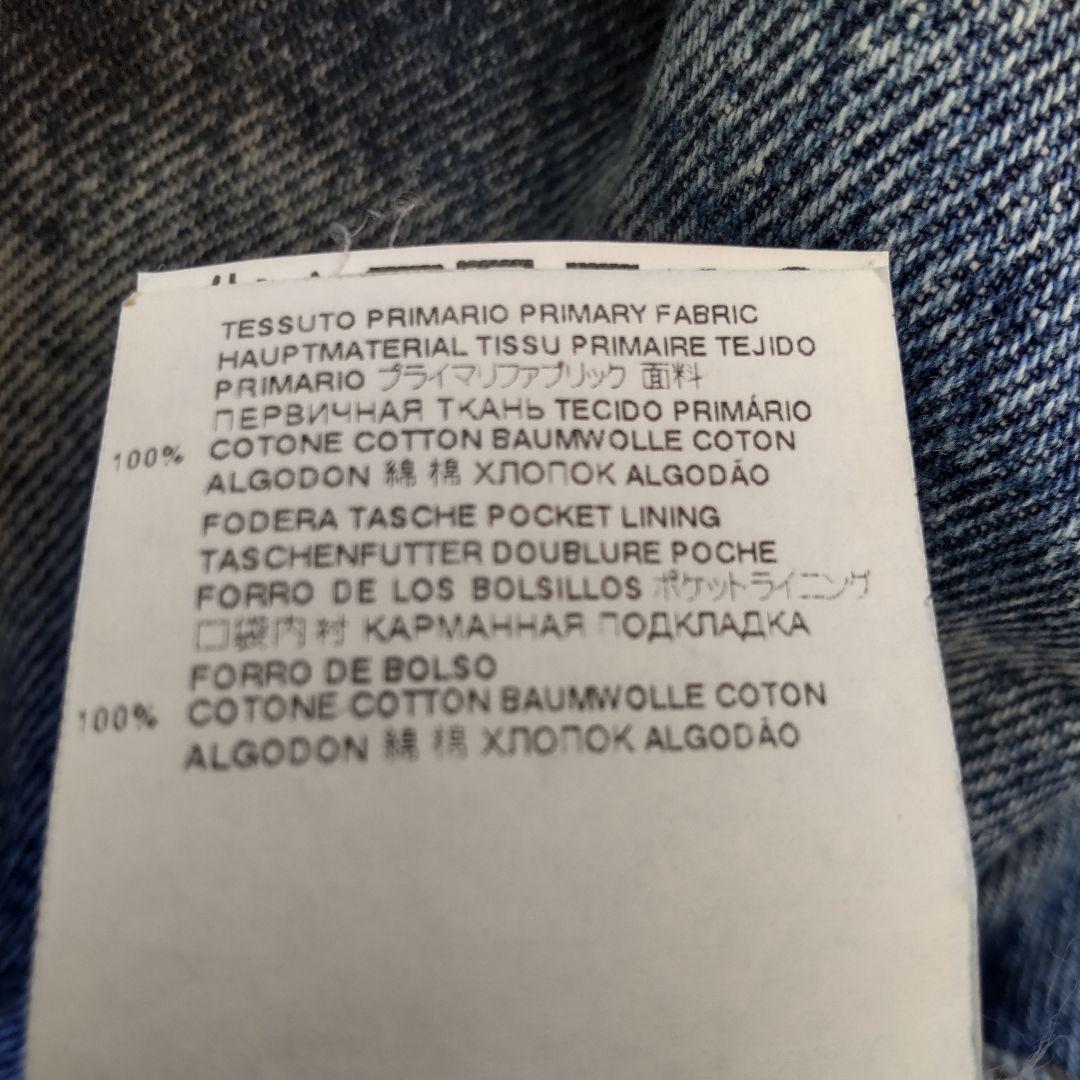 TESSUTO PRIMARIO PRIMARY FABRIC
HAUPTMATERIAL TISSU PRIMAIRE TEJIDO
PRIMARIO プライマリファブリック 面料
ПЕРВИЧНАЯ ТКАНЬ TECIDO PRIMÁRIO
100% COTONE COTTON BAUMWOLLE COTON
ALGODON 綿 棉 ХЛОПОК ALGODÃO
FODERA TASCHE POCKET LINING
TASCHENFUTTER DOUBLURE POCHE
FORRO DE LOS BOLSILLOS ポケットライニング
口袋内衬 КАРМАННАЯ ПОДКЛАДКА
FORRO DE BOLSO
100% COTONE COTTON BAUMWOLLE COTON
ALGODON 綿 棉 ХЛОПОК ALGODÃO